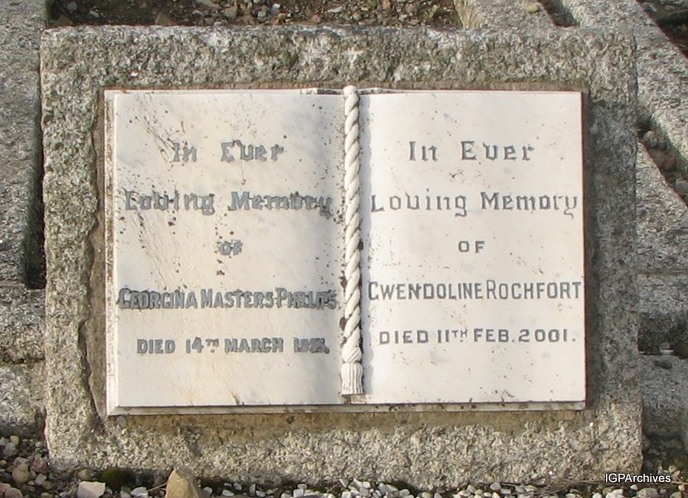 In Ever
Loving Memory
OF
GEORGINA MASTERS-PHILLIPS
DIED 14TH MARCH
In Ever
Loving Memory
OF
GWENDOLINE ROCHFORT
DIED 11TH FEB. 2001.
IGPArchives